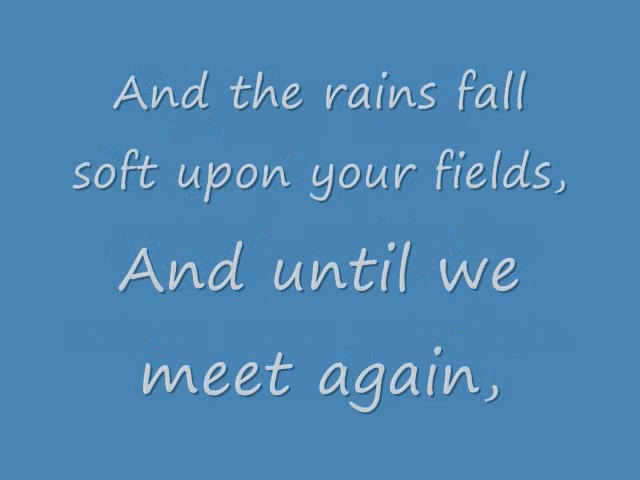 And the rains fall
soft upon your fields,
And until we
meet again,